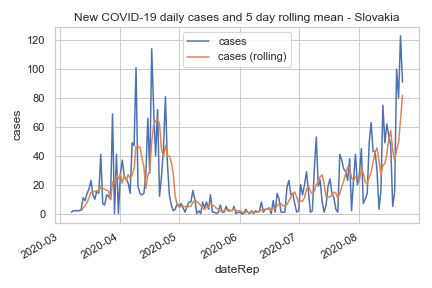 New COVID-19 daily cases and 5 day rolling mean - Slovakia
cases
cases (rolling)
120
100
80
60
40
20
0
cases
2020-03
2020-04
2020-05
2020-06
2020-07
2020-08
dateRep